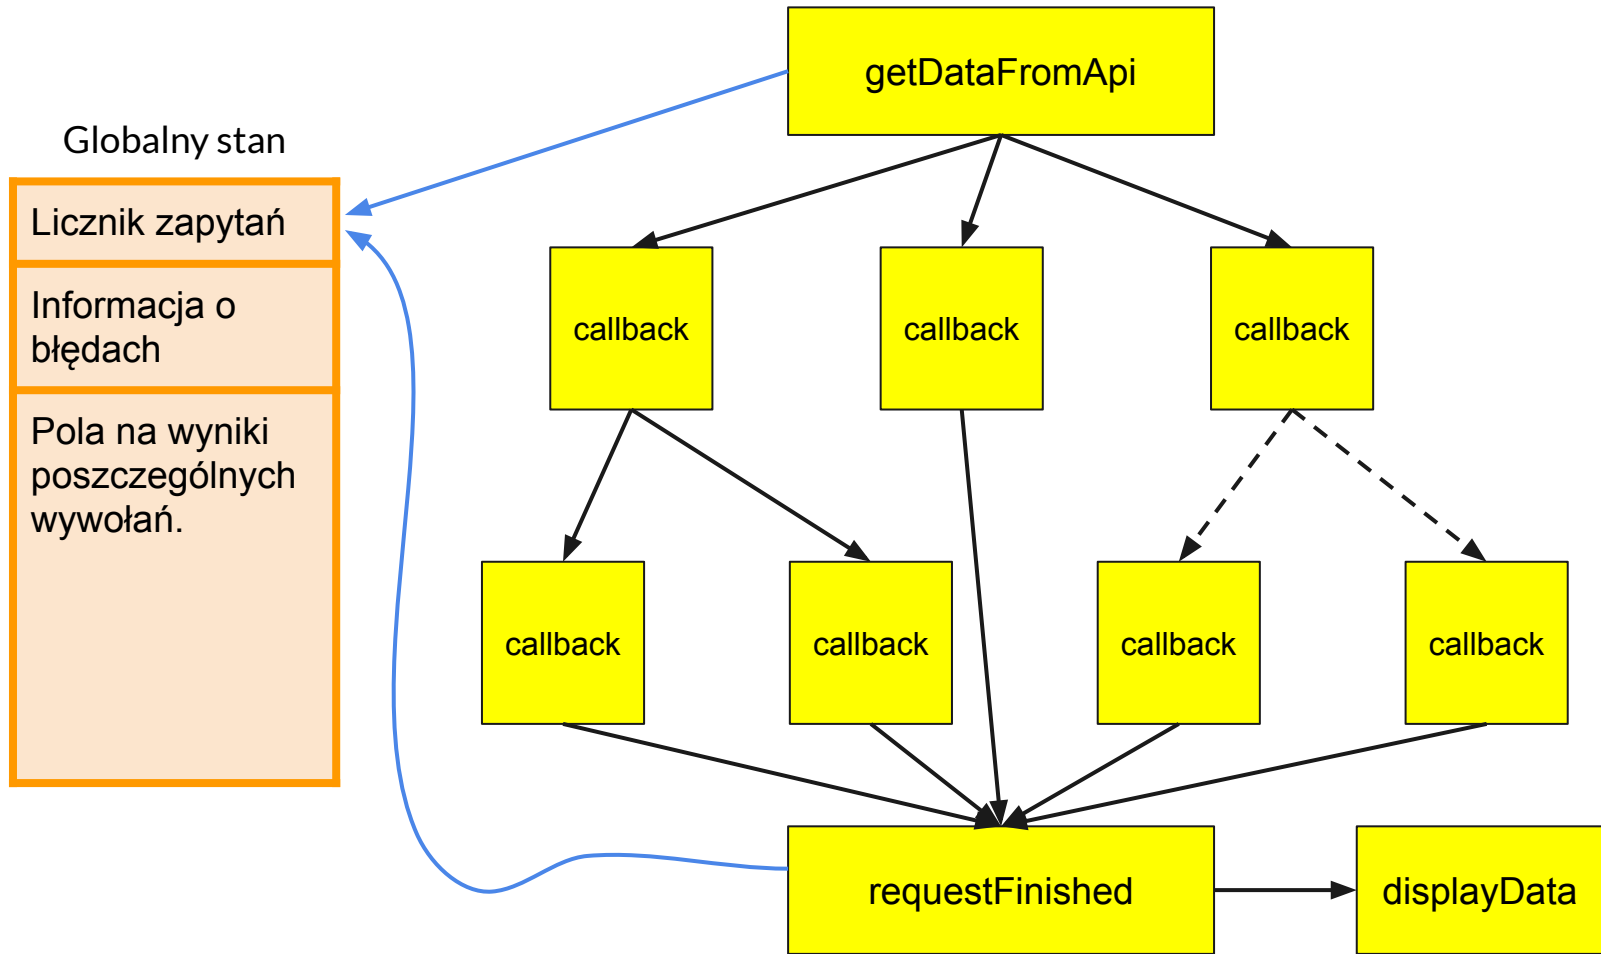 getDataFromApi
Globalny stan
Licznik zapytań
Informacja o
błędach
Pola na wyniki
poszczególnych
wywołań.
callback
callback
callback
callback
callback
callback
callback
requestFinished
displayData